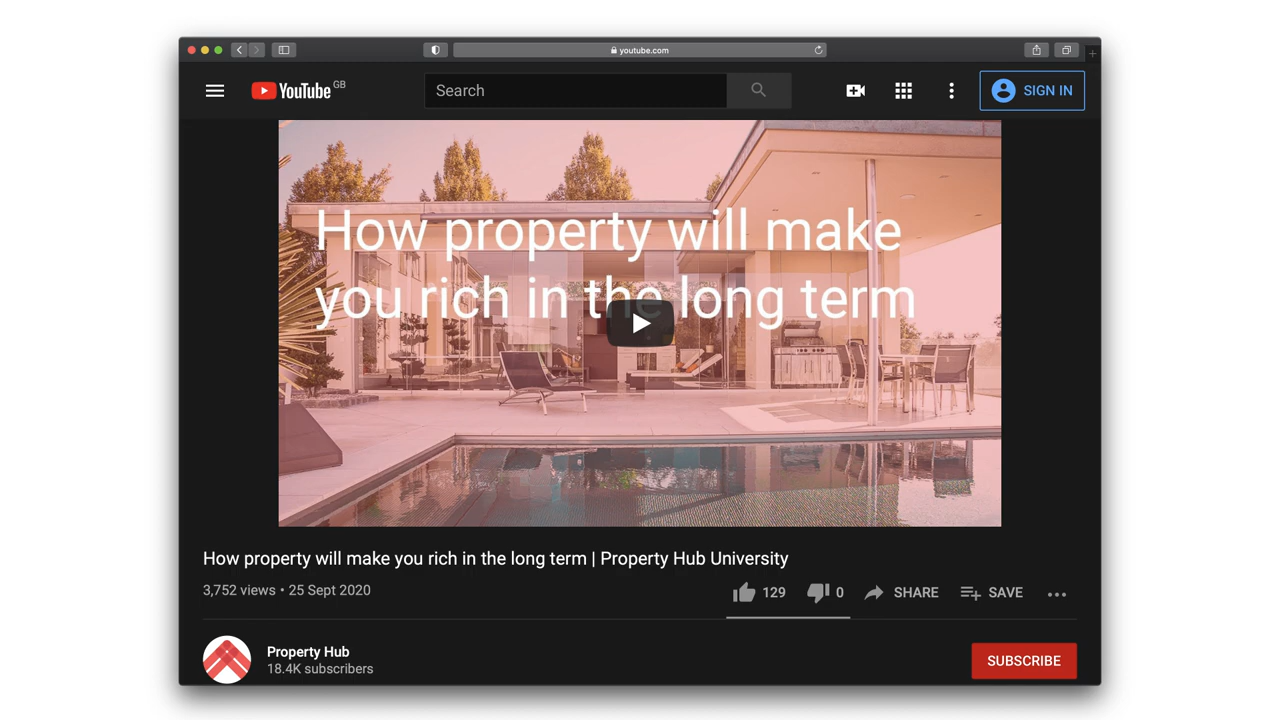 youtube.com
YouTube GB
Search
SIGN IN
How property will make
you rich in the long term
How property will make you rich in the long term | Property Hub University
3,752 views • 25 Sept 2020
129
0
SHARE
SAVE
Property Hub
18.4K subscribers
SUBSCRIBE